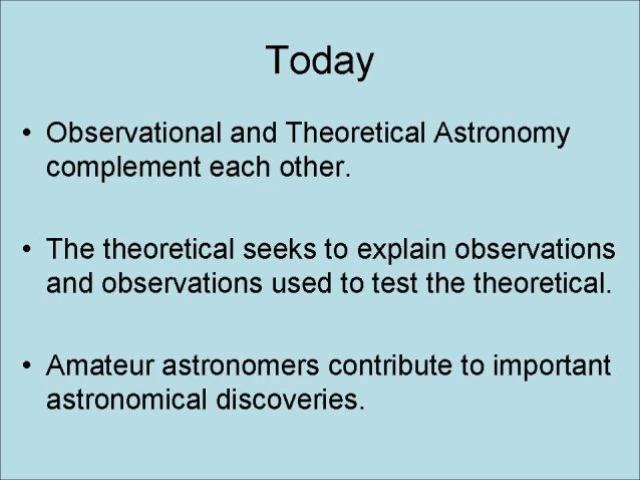 Today
• Observational and Theoretical Astronomy
complement each other.
• The theoretical seeks to explain observations
and observations used to test the theoretical.
• Amateur astronomers contribute to important
astronomical discoveries.